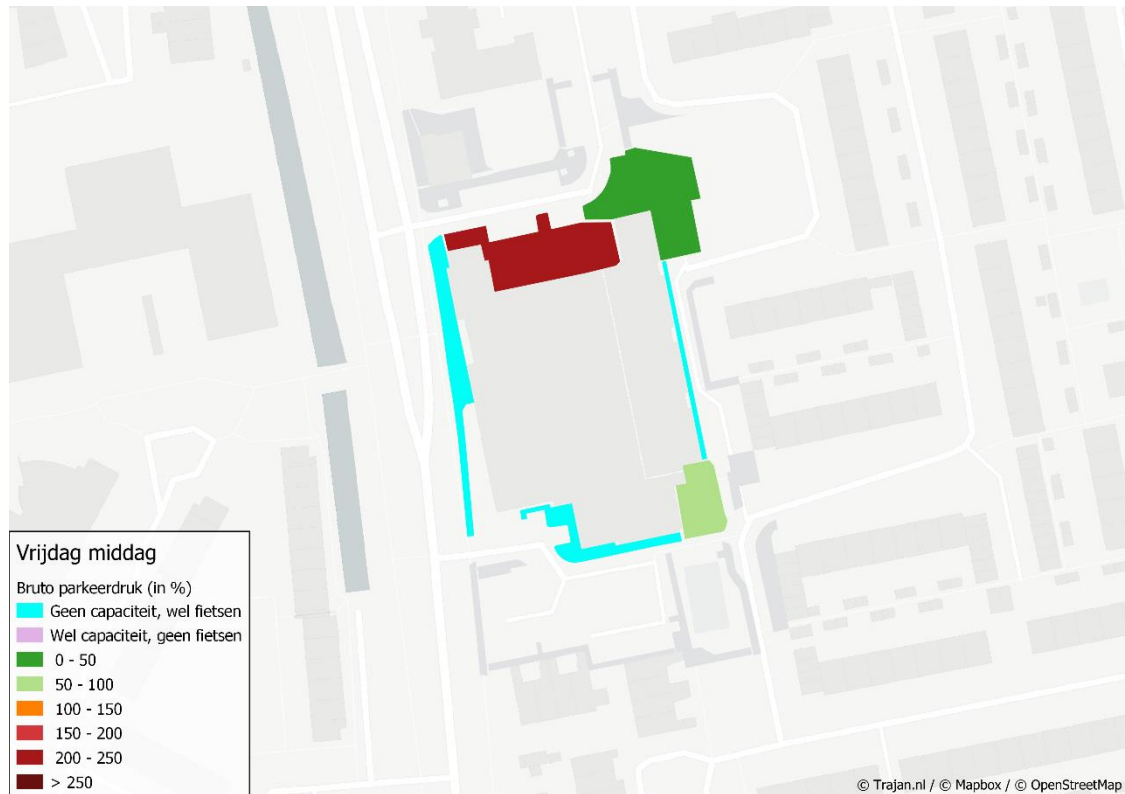 Vrijdag middag
Bruto parkeerdruk (in %)
Geen capaciteit, wel fietsen
Wel capaciteit, geen fietsen
0 - 50
50 - 100
100 - 150
150 - 200
200 - 250
> 250
© Trajan.nl / © Mapbox / © OpenStreetMap